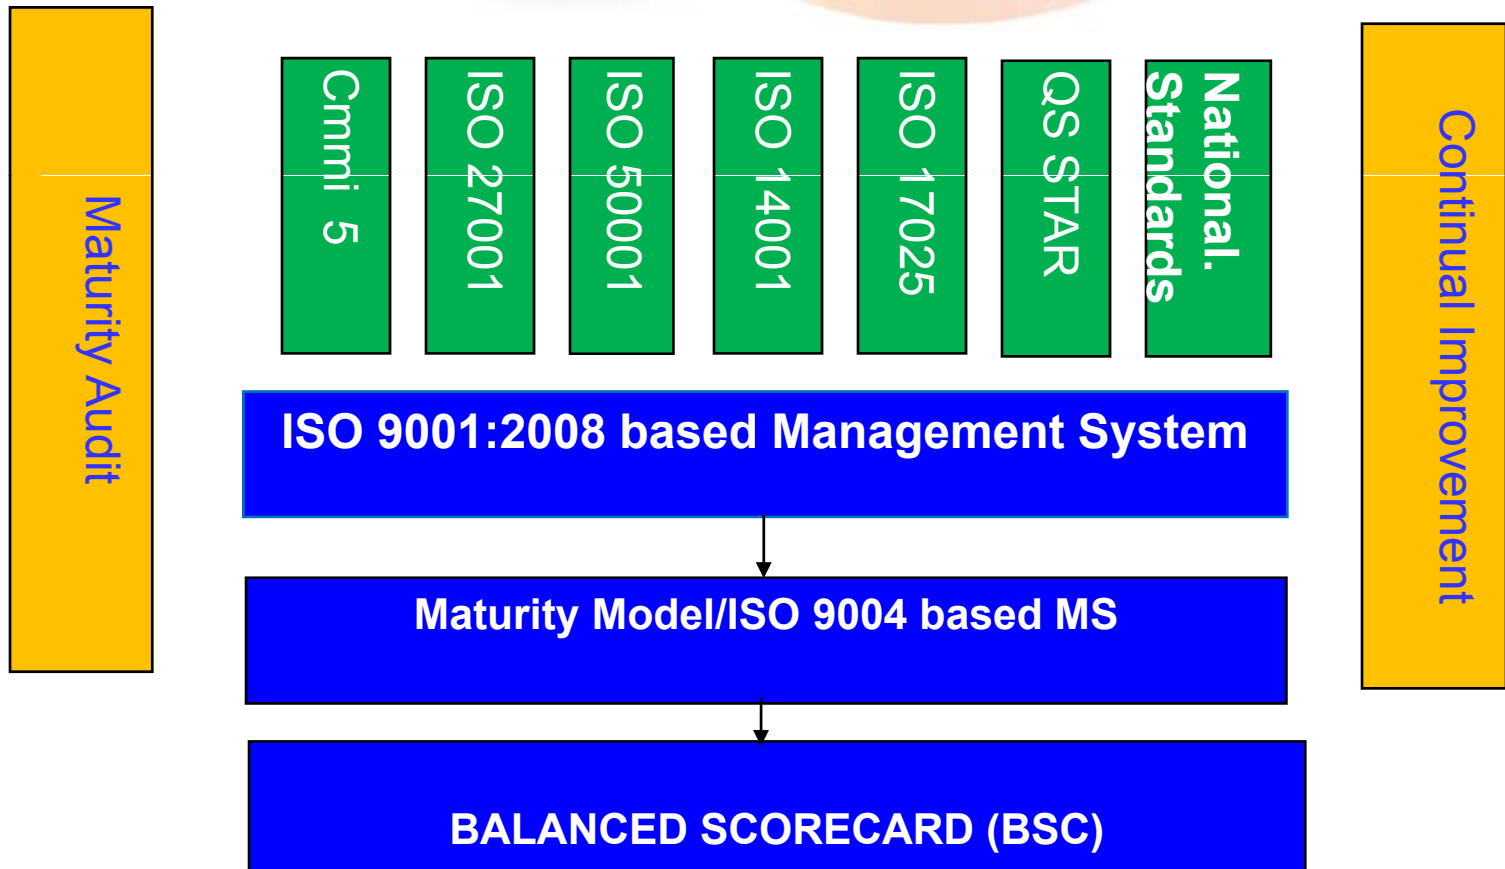 Maturity Audit
Cmmi 5
ISO 27001
ISO 50001
ISO 14001
ISO 17025
QS STAR
National.
Standards
Continual Improvement
ISO 9001:2008 based Management System
Maturity Model/ISO 9004 based MS
BALANCED SCORECARD (BSC)